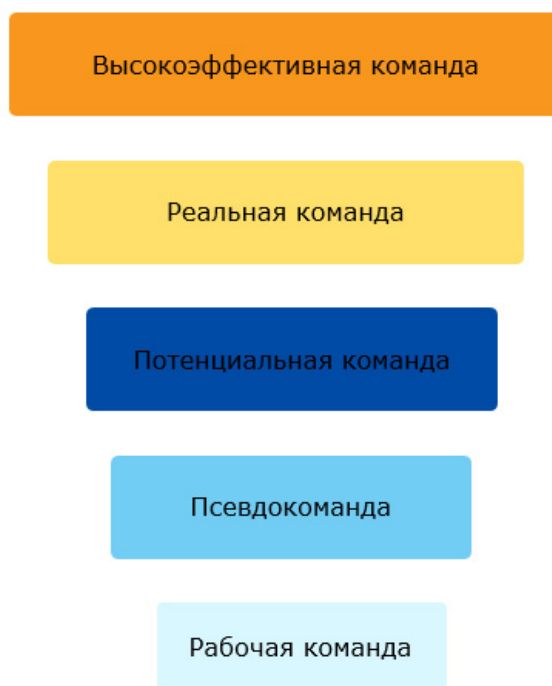 Высокоэффективная команда
Реальная команда
Потенциальная команда
Псевдокоманда
Рабочая команда